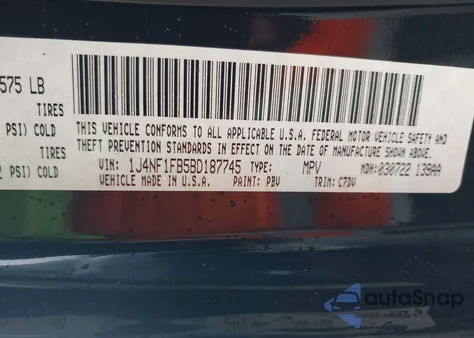 575 LB
TIRES
PSI) COLD
TIRES
PSI) COLD
THIS VEHICLE CONFORMS TO ALL APPLICABLE U.S.A. FEDERAL MOTOR VEHICLE SAFETY AND
THEFT PREVENTION STANDARDS IN EFFECT ON THE DATE OF MANUFACTURE SHOWN ABOVE.
VIN: 1J4NF1FB5BD187745 TYPE: MPV MDH:030722 139AA
VEHICLE MADE IN U.S.A. PAINT: PBV TRIM: C7DV
autoSnap